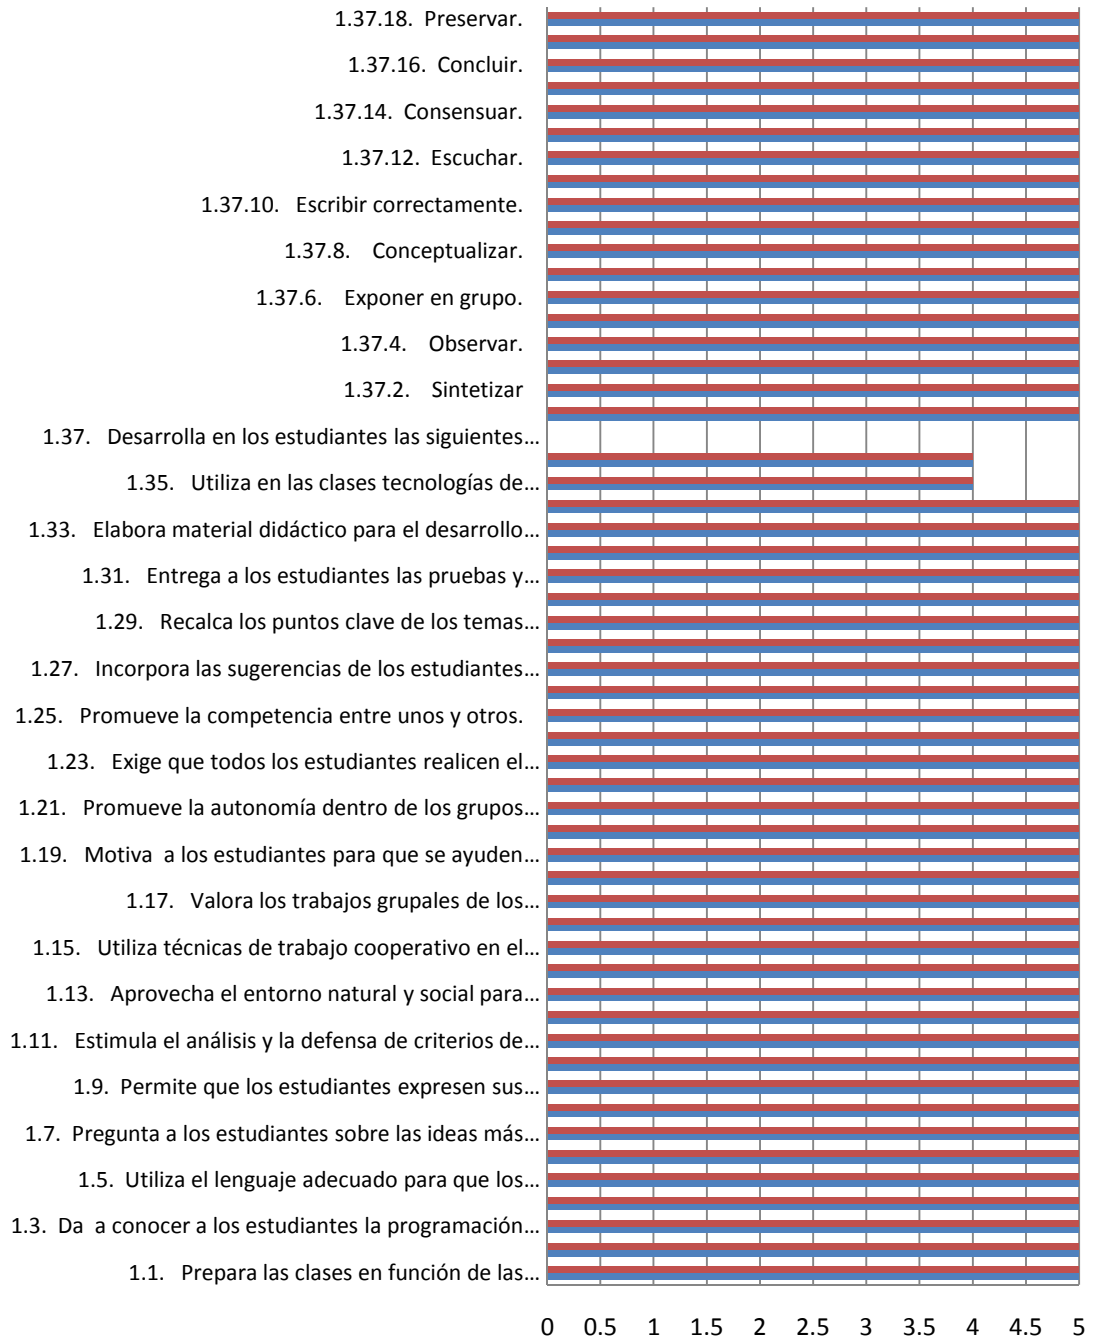 1.37.18. Preservar.
1.37.16. Concluir.
1.37.14. Consensuar.
1.37.12. Escuchar.
1.37.10. Escribir correctamente.
1.37.8. Conceptualizar.
1.37.6. Exponer en grupo.
1.37.4. Observar.
1.37.2. Sintetizar
1.37. Desarrolla en los estudiantes las siguientes…
1.35. Utiliza en las clases tecnologías de…
1.33. Elabora material didáctico para el desarrollo…
1.31. Entrega a los estudiantes las pruebas y…
1.29. Recalca los puntos clave de los temas…
1.27. Incorpora las sugerencias de los estudiantes…
1.25. Promueve la competencia entre unos y otros.
1.23. Exige que todos los estudiantes realicen el…
1.21. Promueve la autonomía dentro de los grupos…
1.19. Motiva a los estudiantes para que se ayuden…
1.17. Valora los trabajos grupales de los…
1.15. Utiliza técnicas de trabajo cooperativo en el…
1.13. Aprovecha el entorno natural y social para…
1.11. Estimula el análisis y la defensa de criterios de…
1.9. Permite que los estudiantes expresen sus…
1.7. Pregunta a los estudiantes sobre las ideas más…
1.5. Utiliza el lenguaje adecuado para que los…
1.3. Da a conocer a los estudiantes la programación…
1.1. Prepara las clases en función de las…
0 0.5 1 1.5 2 2.5 3 3.5 4 4.5 5